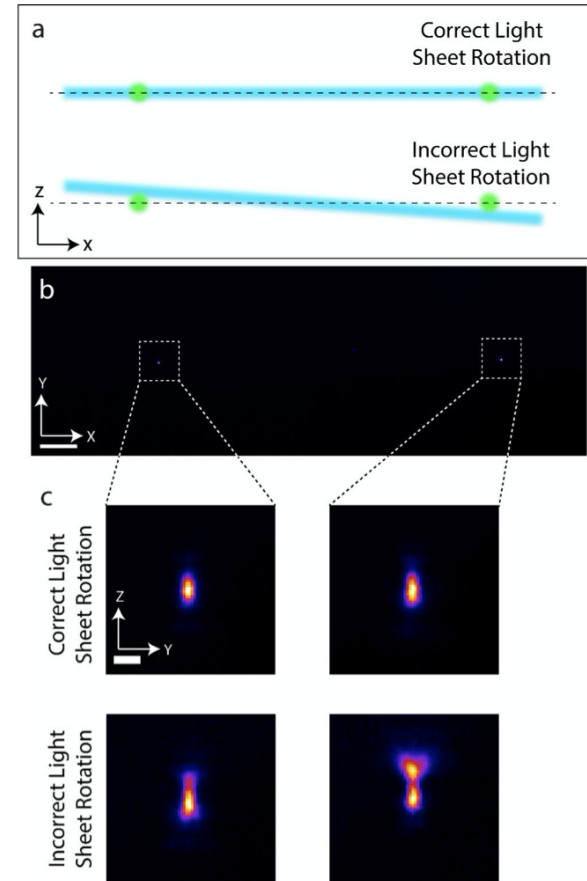 a
Correct Light
Sheet Rotation
Incorrect Light
Sheet Rotation
Z
X
b
Y
X
c
Correct Light
Sheet Rotation
Z
Y
Incorrect Light
Sheet Rotation